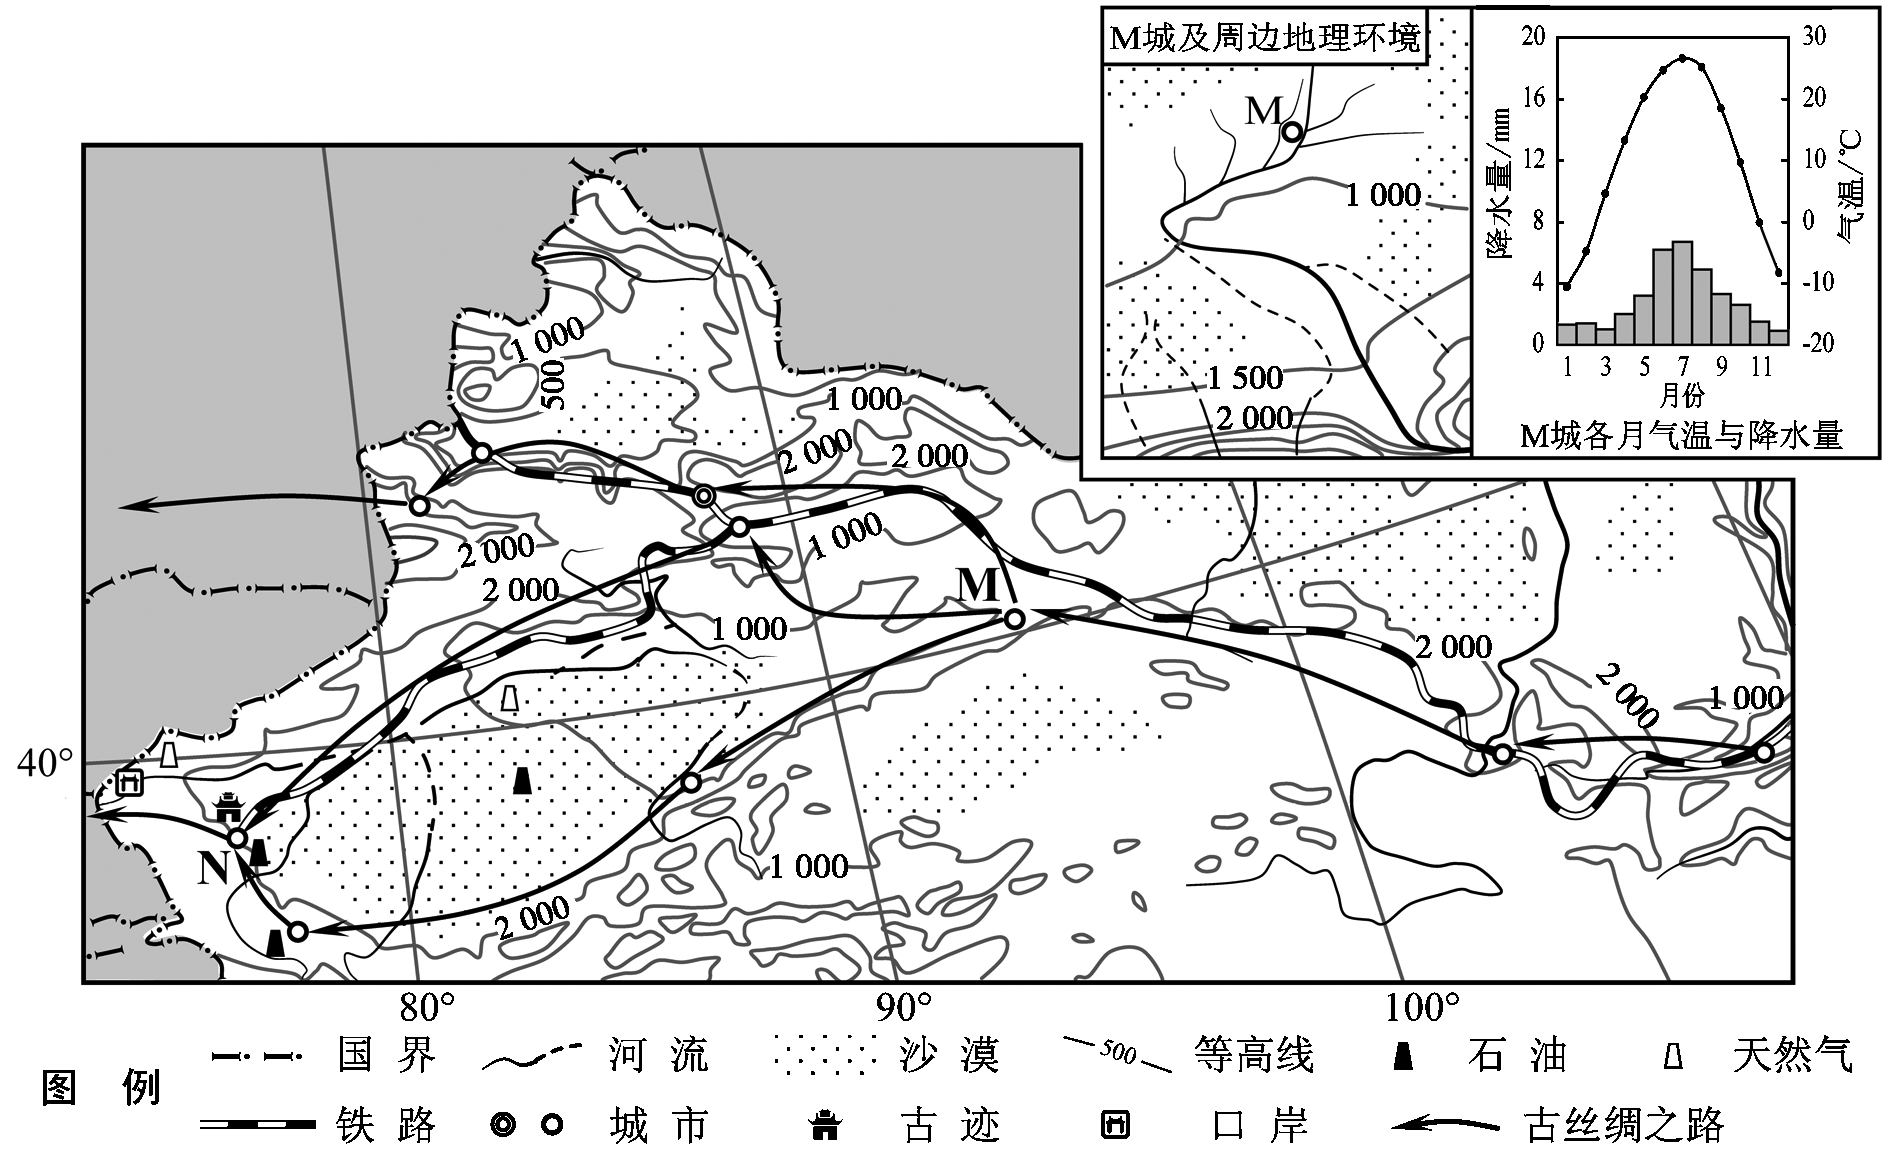 M城及周边地理环境
M
1 000
1 500
2 000
降水量/mm
20
16
12
8
4
0
气温/℃
30
20
10
0
-10
-20
1 3 5 7 9 11
月份
M城各月气温与降水量
1 000
500
1 000
2 000
2 000
2 000
1 000
2 000
M
1 000
2 000
2 000
1 000
40°
N
1 000
2 000
80° 90° 100°
图 例
国 界
河 流
沙 漠
500
等高线
石 油
天然气
铁 路
城 市
古 迹
口 岸
古丝绸之路